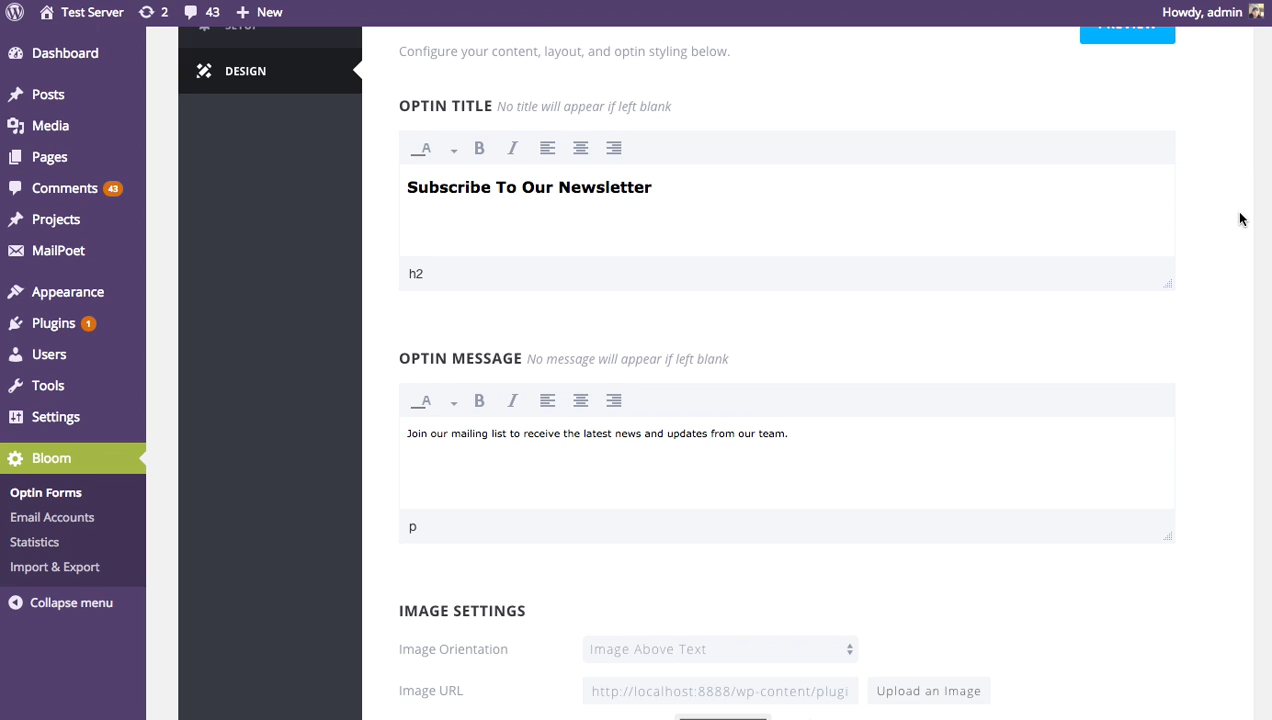 Test Server 2 43 New Howdy, admin
Dashboard
Posts
Media
Pages
Comments 43
Projects
MailPoet
Appearance
Plugins 1
Users
Tools
Settings
Bloom
Optin Forms
Email Accounts
Statistics
Import & Export
Collapse menu
SETUP
DESIGN
PREVIEW
Configure your content, layout, and optin styling below.
OPTIN TITLE No title will appear if left blank
A B I
Subscribe To Our Newsletter
h2
OPTIN MESSAGE No message will appear if left blank
A B I
Join our mailing list to receive the latest news and updates from our team.
p
IMAGE SETTINGS
Image Orientation Image Above Text
Image URL http://localhost:8888/wp-content/plugi Upload an Image